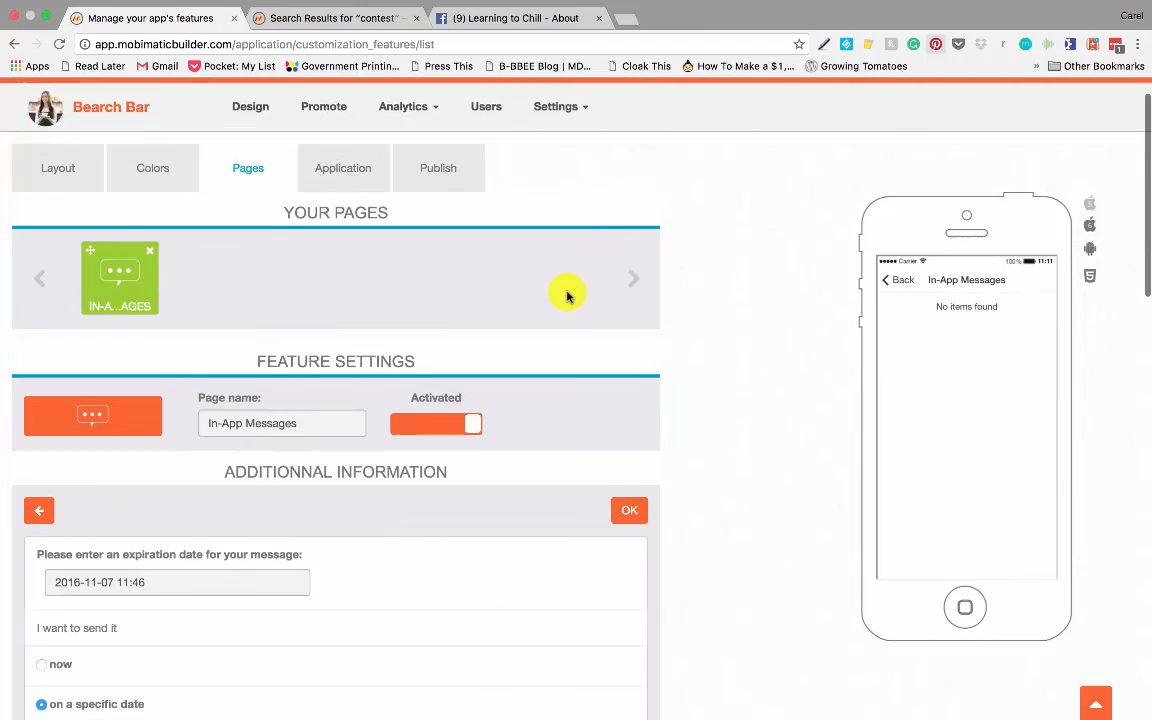 Manage your app's features
Search Results for "contest" –
(9) Learning to Chill - About
Carel
app.mobimaticbuilder.com/application/customization_features/list
Apps
Read Later
Gmail
Pocket: My List
Government Printin...
Press This
B-BBEE Blog | MD...
Cloak This
How To Make a $1,...
Growing Tomatoes
»
Other Bookmarks
Bearch Bar
Design
Promote
Analytics
Users
Settings
Layout
Colors
Pages
Application
Publish
YOUR PAGES
IN-A...AGES
FEATURE SETTINGS
Page name:
Activated
In-App Messages
ADDITIONNAL INFORMATION
OK
Please enter an expiration date for your message:
2016-11-07 11:46
I want to send it
now
on a specific date
Carrier
100%
11:11
Back
In-App Messages
No items found